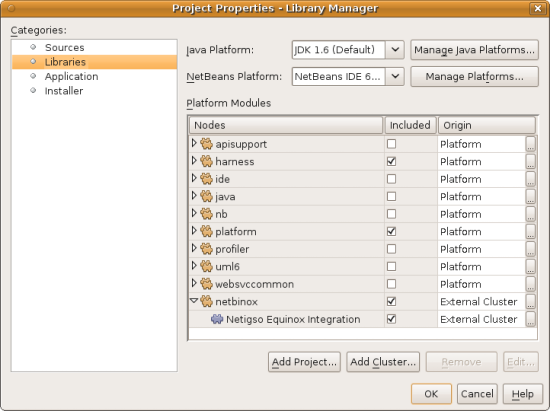 Project Properties - Library Manager
Categories:
Sources
Libraries
Application
Installer
Java Platform: JDK 1.6 (Default) Manage Java Platforms...
NetBeans Platform: NetBeans IDE 6... Manage Platforms...
Platform Modules
Nodes Included Origin
apisupport Platform ...
harness Platform ...
ide Platform ...
java Platform ...
nb Platform ...
platform Platform ...
profiler Platform ...
uml6 Platform ...
websvccommon Platform ...
netbinox External Cluster ...
Netigso Equinox Integration External Cluster ...
Add Project... Add Cluster... Remove Edit...
OK Cancel Help